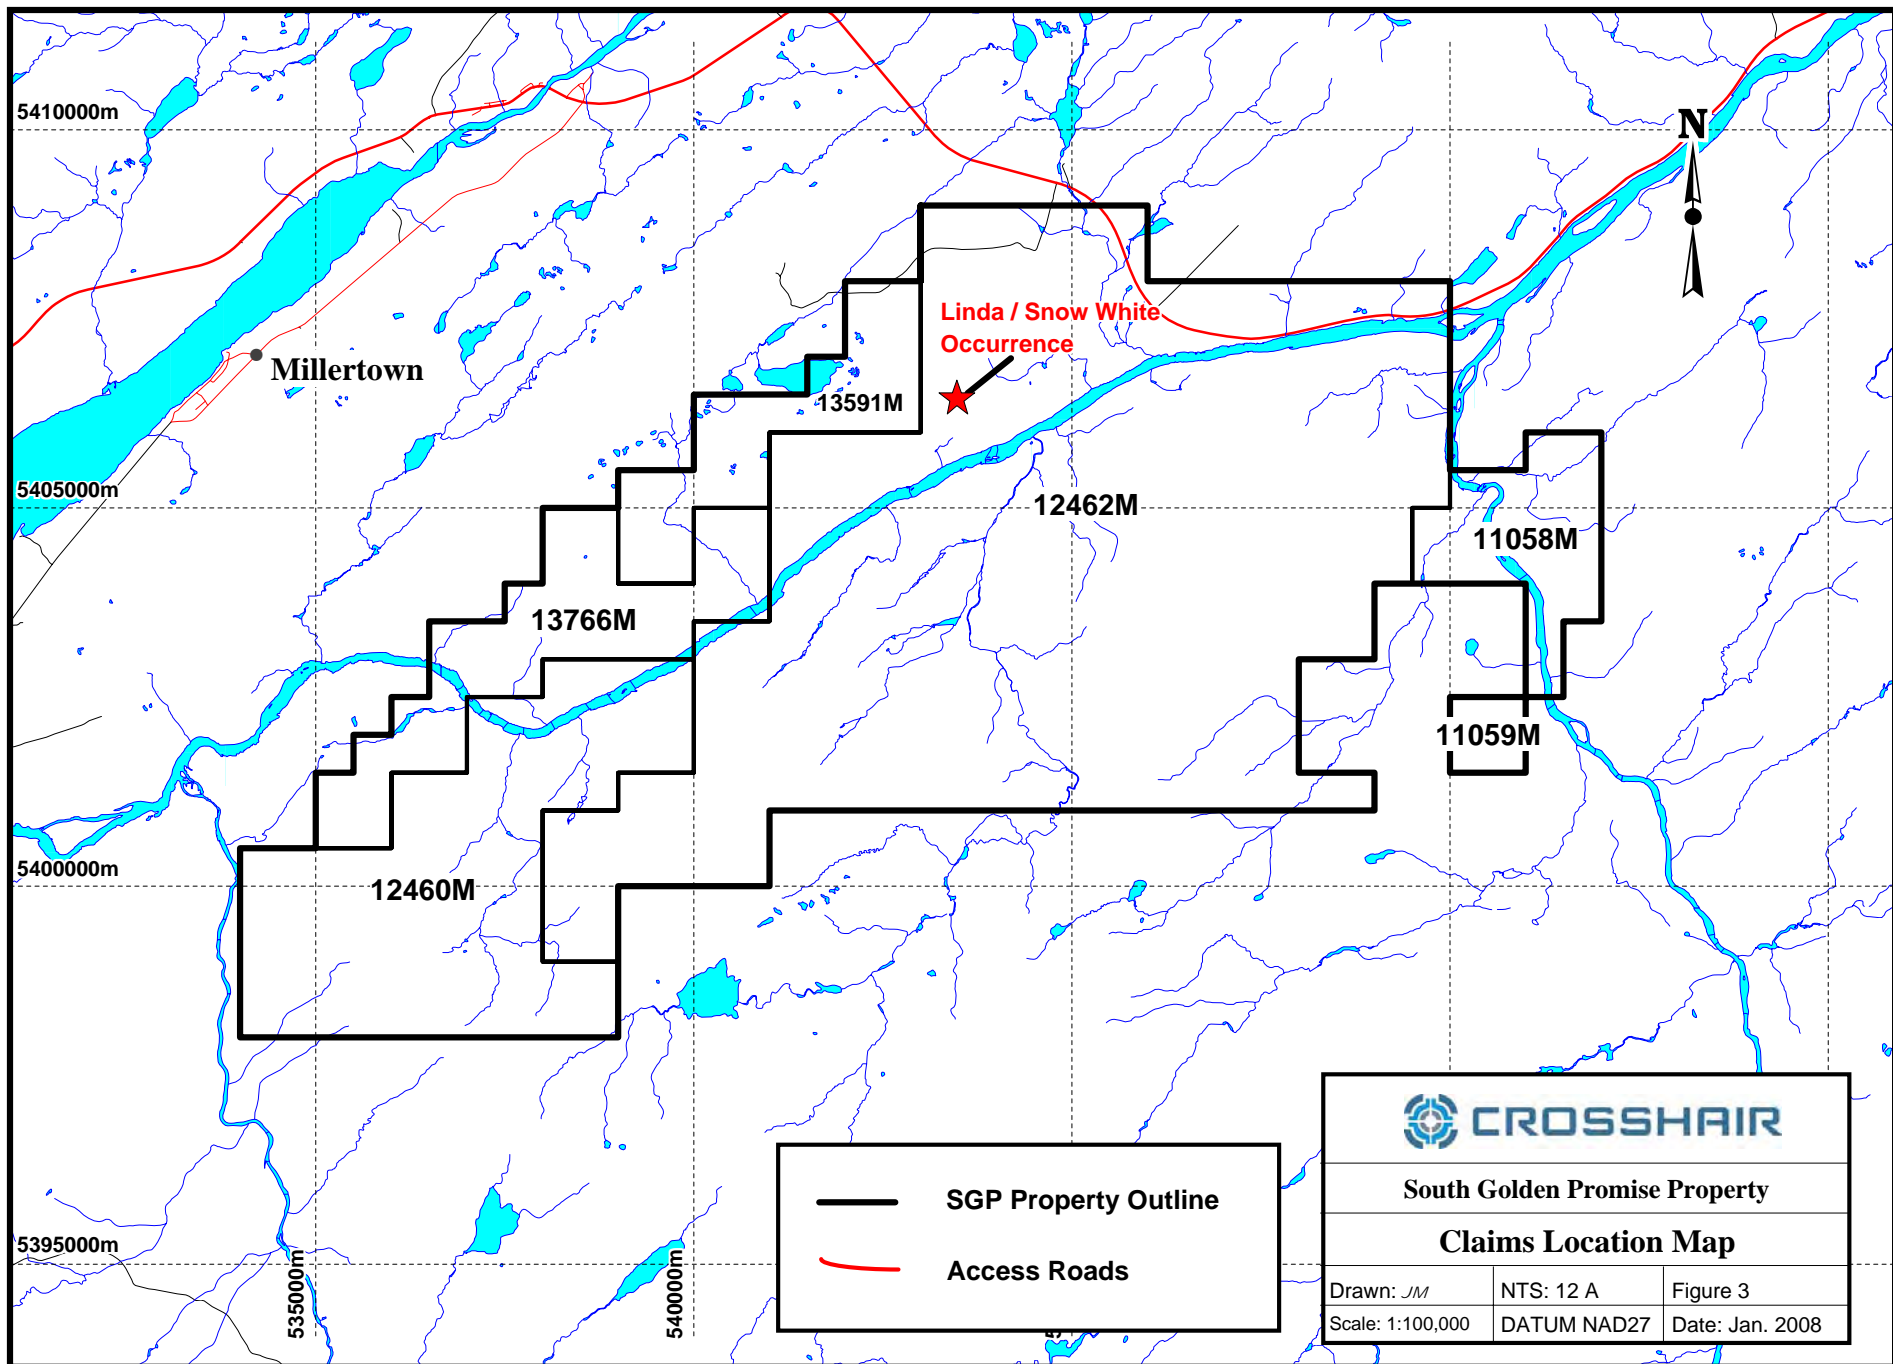 5410000m
N
Linda / Snow White
Occurrence
Millertown
13591M
5405000m
12462M
11058M
13766M
11059M
5400000m
12460M
5395000m
535000m
540000m
SGP Property Outline
Access Roads
CROSSHAIR
South Golden Promise Property
Claims Location Map
Drawn: JM
NTS: 12 A
Figure 3
Scale: 1:100,000
DATUM NAD27
Date: Jan. 2008